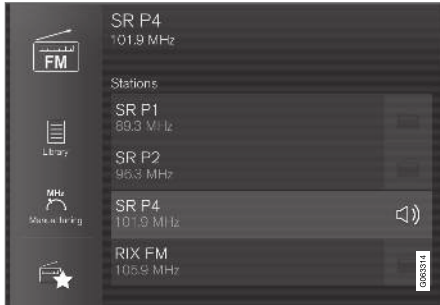 SR P4
101.9 MHz
FM
Stations
SR P1
89.3 MHz
Library
SR P2
96.3 MHz
MHz
Manual tuning
SR P4
101.9 MHz
RIX FM
105.9 MHz
G063314